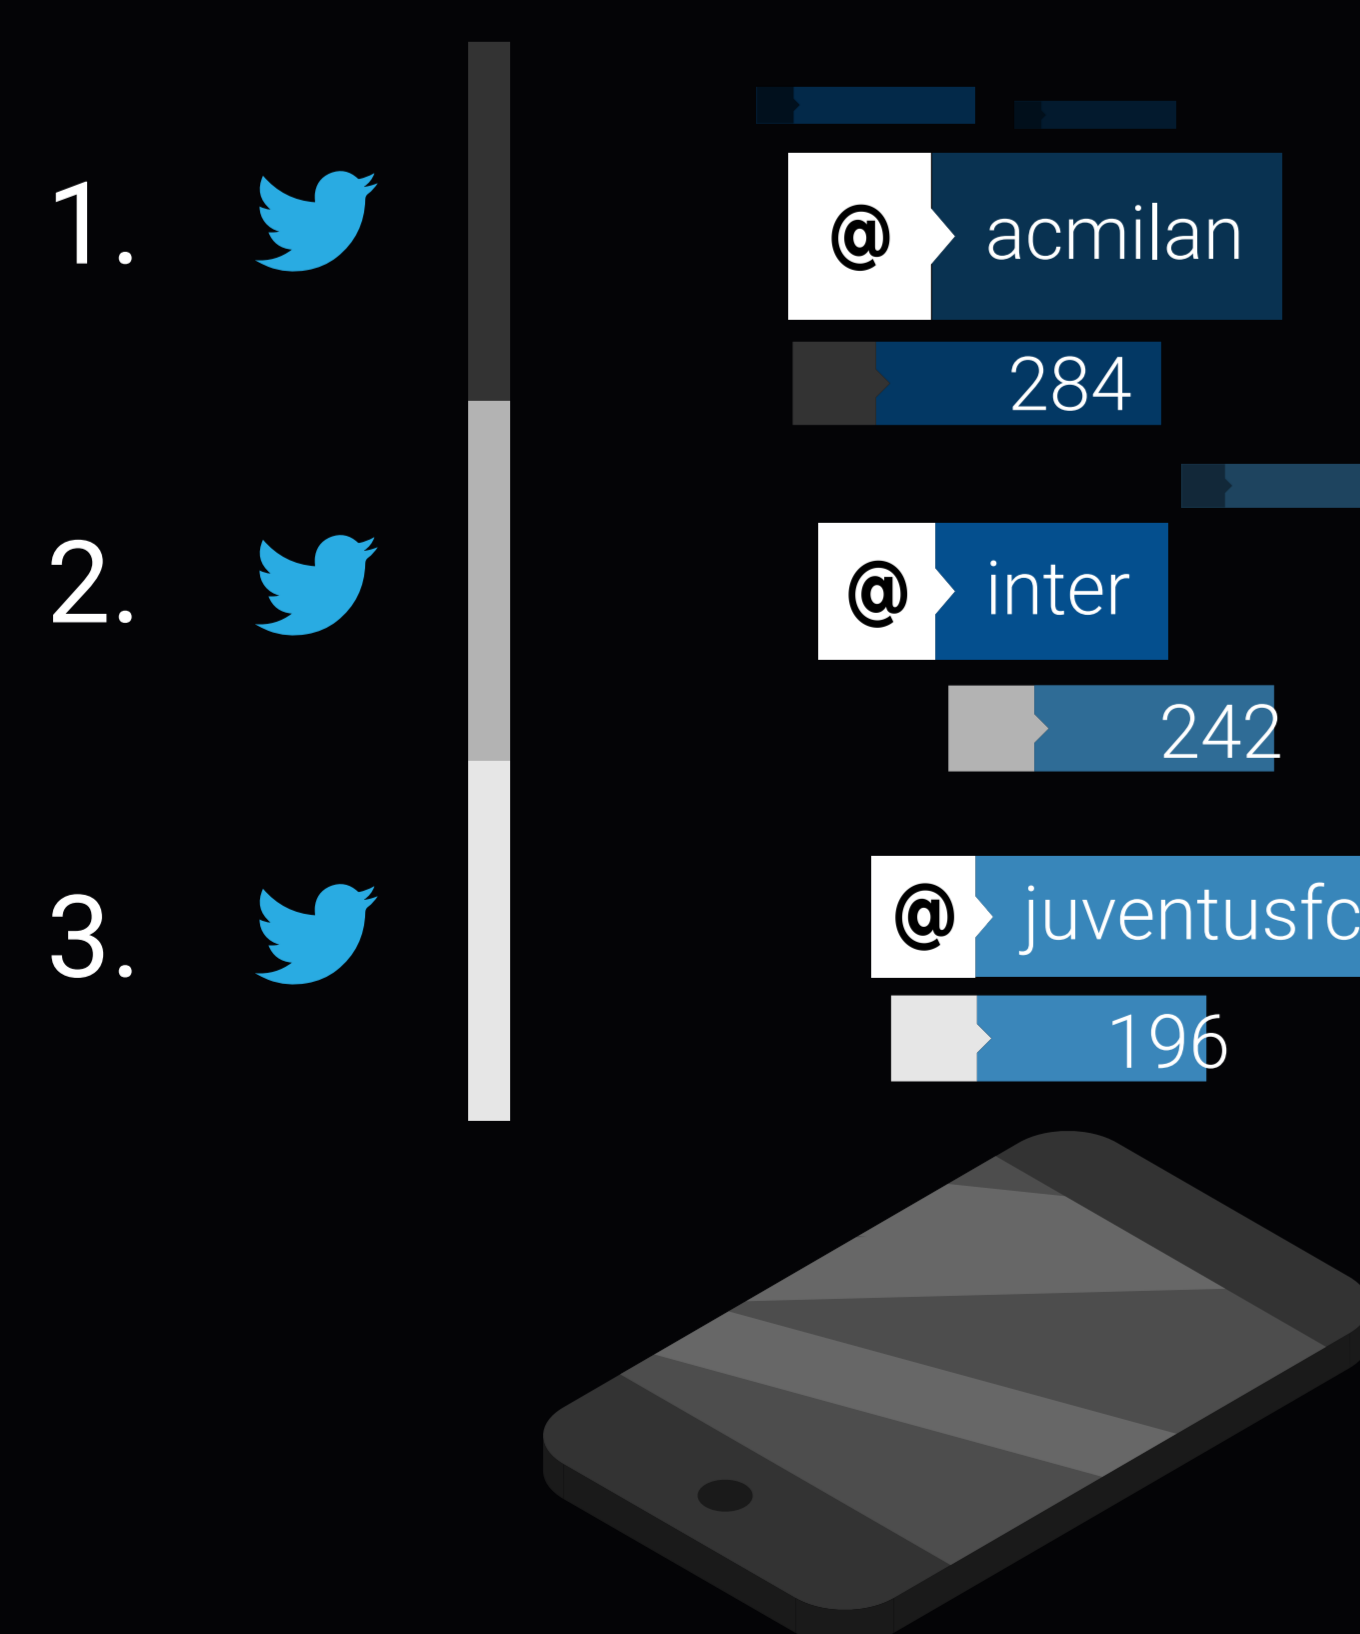 1.
@ acmilan
284
2.
@ inter
242
3.
@ juventusfc
196